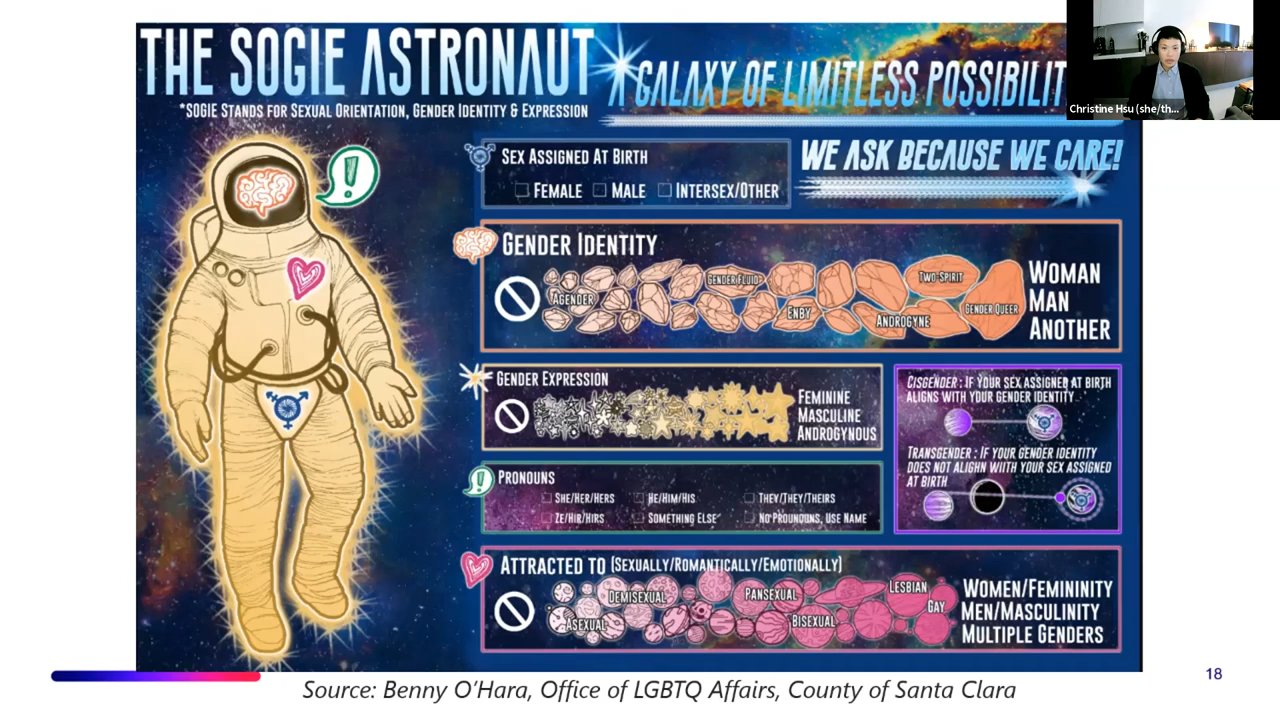 THE SOGIE ASTRONAUT
*SOGIE STANDS FOR SEXUAL ORIENTATION, GENDER IDENTITY & EXPRESSION
A GALAXY OF LIMITLESS POSSIBILIT
Christine Hsu (she/th...
WE ASK BECAUSE WE CARE!
!
SEX ASSIGNED AT BIRTH
FEMALE MALE INTERSEX/OTHER
GENDER IDENTITY
AGENDER
GENDER FLUID
ENBY
TWO-SPIRIT
ANDROGYNE
GENDER QUEER
WOMAN
MAN
ANOTHER
GENDER EXPRESSION
FEMININE
MASCULINE
ANDROGYNOUS
CISGENDER: IF YOUR SEX ASSIGNED AT BIRTH
ALIGNS WITH YOUR GENDER IDENTITY
TRANSGENDER: IF YOUR GENDER IDENTITY
DOES NOT ALIGHN WIITH YOUR SEX ASSIGNED
AT BIRTH
!
PRONOUNS
SHE/HER/HERS HE/HIM/HIS THEY/THEY/THEIRS
ZE/HIR/HIRS SOMETHING ELSE NO PROUNOUNS, USE NAME
ATTRACTED TO (SEXUALLY/ROMANTICALLY/EMOTIONALLY)
ASEXUAL
DEMISEXUAL
PANSEXUAL
BISEXUAL
LESBIAN
GAY
WOMEN/FEMININITY
MEN/MASCULINITY
MULTIPLE GENDERS
Source: Benny O'Hara, Office of LGBTQ Affairs, County of Santa Clara
18